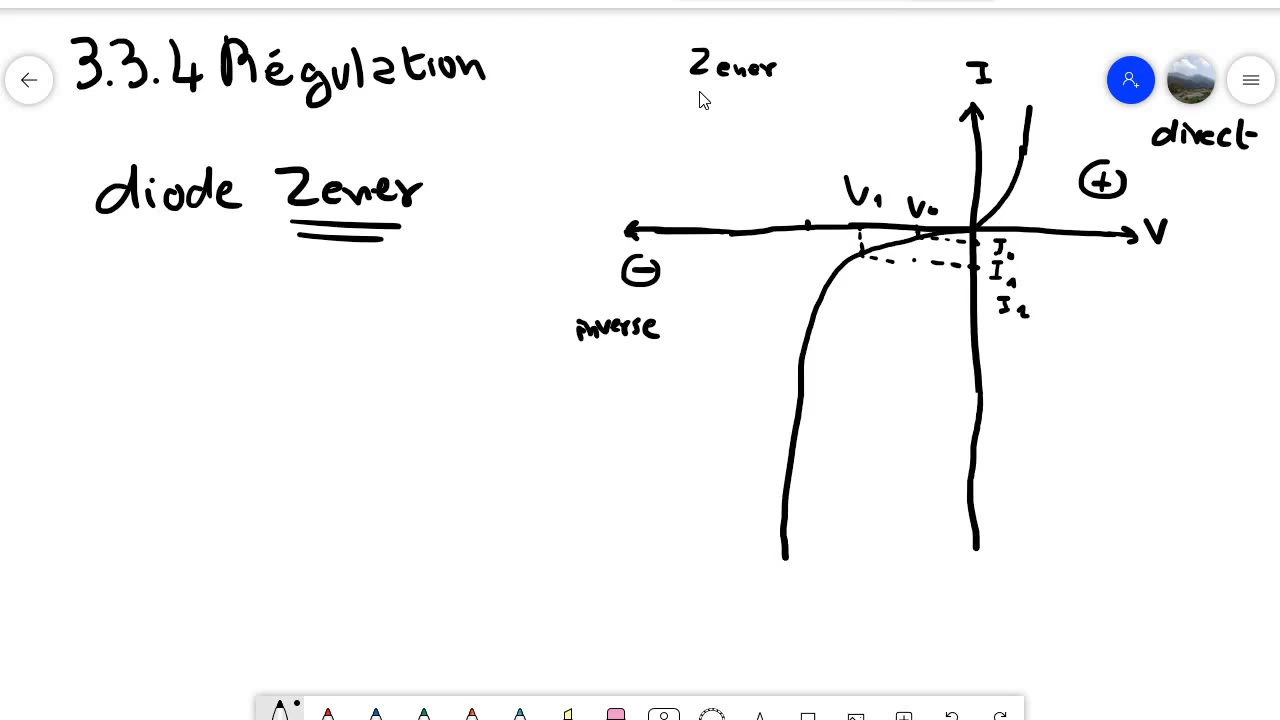 3.3.4 Régulation
diode Zener
Zener
I
direct
+
V1
V0
V
I0
I1
I2
-
inverse